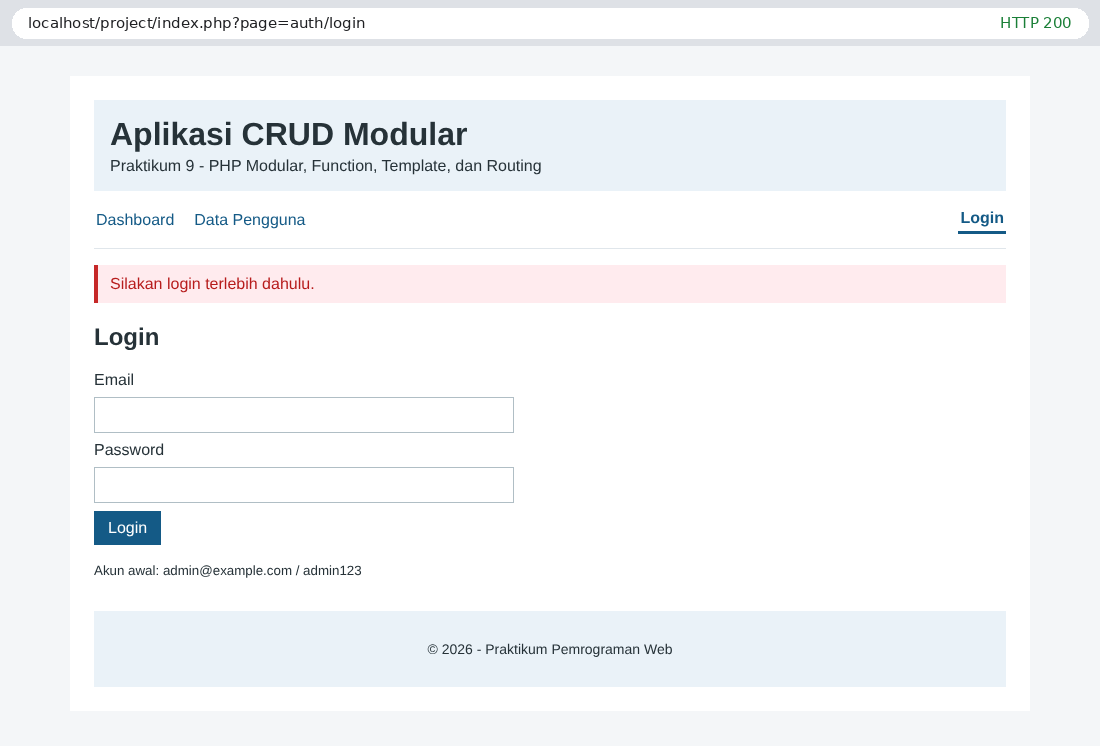 localhost/project/index.php?page=auth/login HTTP 200
Aplikasi CRUD Modular
Praktikum 9 - PHP Modular, Function, Template, dan Routing
Dashboard Data Pengguna Login
Silakan login terlebih dahulu.
Login
Email
Password
Login
Akun awal: admin@example.com / admin123
© 2026 - Praktikum Pemrograman Web